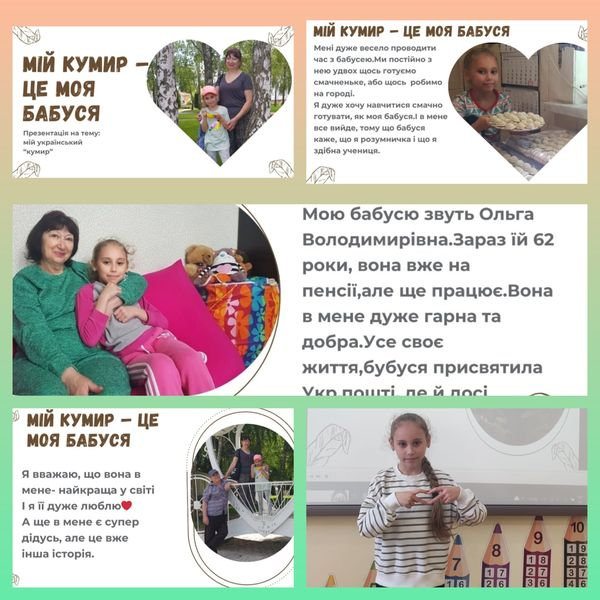 МІЙ КУМИР –
ЦЕ МОЯ
БАБУСЯ
Презентація на тему:
мій український
"кумир"
МІЙ КУМИР – ЦЕ МОЯ БАБУСЯ
Мені дуже весело проводити
час з бабусею.Ми постійно з
нею удвох щось готуємо
смачненьке, або щось робимо
на городі.
Я дуже хочу навчитися смачно
готувати, як моя бабуся.І в мене
все вийде, тому що бабуся
каже, що я розумничка і що я
здібна учениця.
Мою бабусю звуть Ольга
Володимирівна.Зараз їй 62
роки, вона вже на
пенсії,але ще працює.Вона
в мене дуже гарна та
добра.Усе своє
життя,бубуся присвятила
Укр пошті, де й досі
МІЙ КУМИР – ЦЕ
МОЯ БАБУСЯ
Я вважаю, що вона в
мене- найкраща у світі
І я її дуже люблю❤
А ще в мене є супер
дідусь, але це вже
інша історія.
7 8 9 10